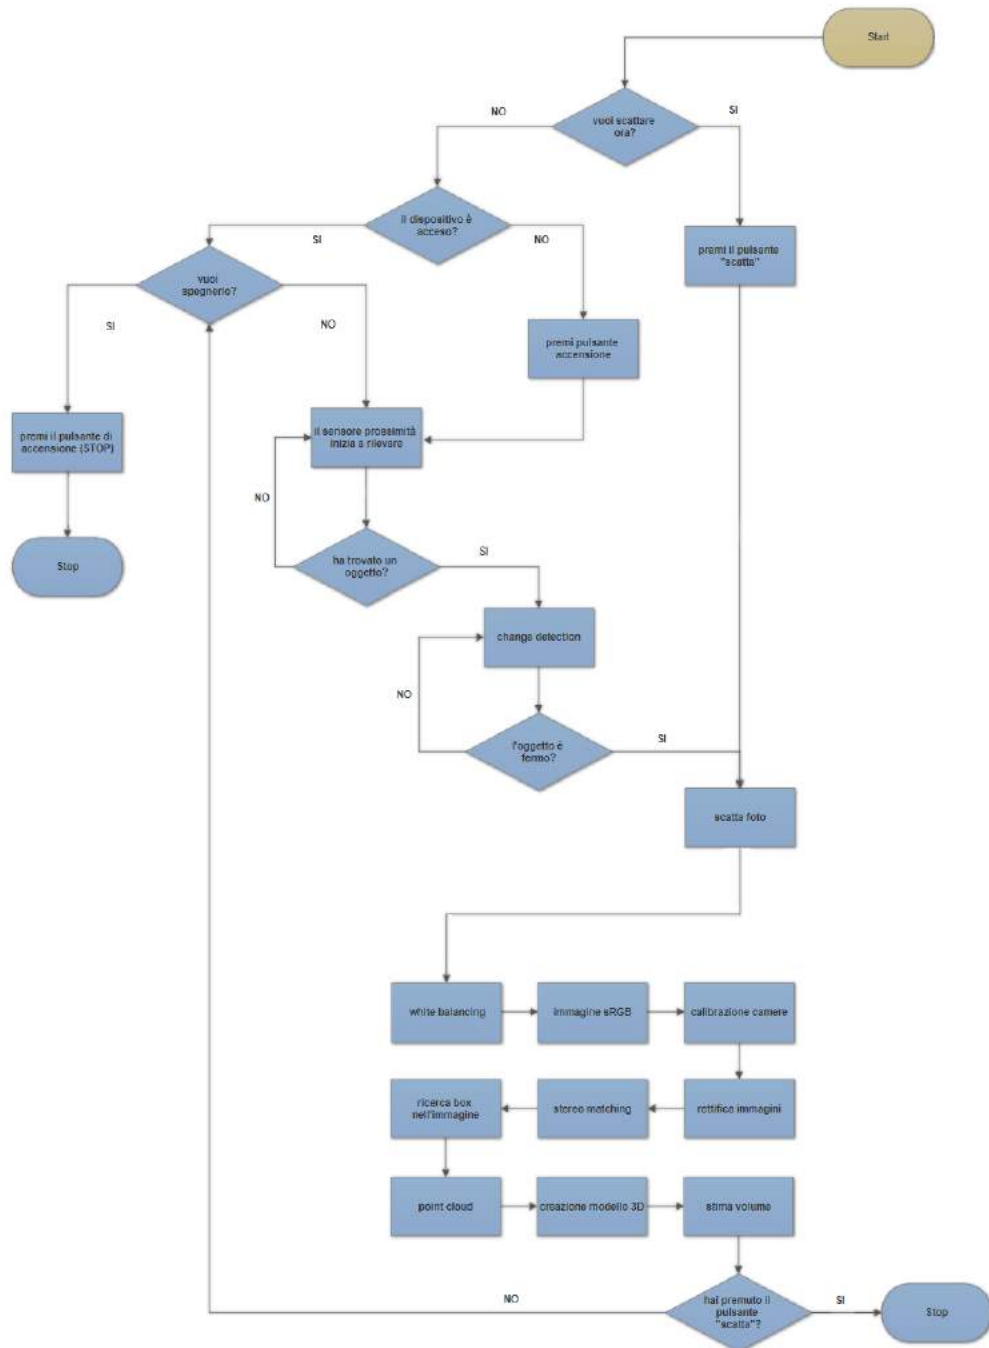 Start
vuoi scattare
ora?
NO
SI
il dispositivo è
acceso?
SI
NO
premi il pulsante
"scatta"
vuoi
spegnerlo?
SI
NO
premi pulsante
accensione
premi il pulsante di
accensione (STOP)
il sensore prossimità
inizia a rilevare
NO
Stop
ha trovato un
oggetto?
SI
change detection
NO
l'oggetto è
fermo?
SI
scatta foto
white balancing
immagine sRGB
calibrazione camere
ricerca box
nell'immagine
stereo matching
rettifica immagini
point cloud
creazione modello 3D
stima volume
NO
hai premuto il
pulsante
"scatta"?
SI
Stop